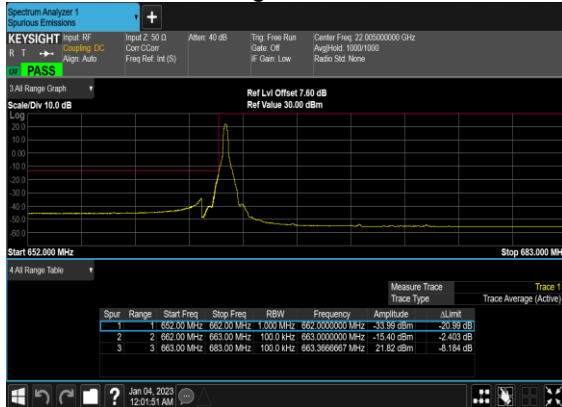 Spectrum Analyzer 1
Spurious Emissions
+
KEYSIGHT Input: RF Input Z: 50 Ω Atten: 40 dB Trig: Free Run Center Freq: 22.005000000 GHz
R T Coupling: DC Corr CCorr Gate: Off Avg|Hold: 1000/1000
Align: Auto Freq Ref: Int (S) IF Gain: Low Radio Std: None
PASS
3 All Range Graph Ref Lvl Offset 7.60 dB
Scale/Div 10.0 dB Ref Value 30.00 dBm
Log
20.0
10.0
0.00
-10.0
-20.0
-30.0
-40.0
-50.0
-60.0
Start 652.000 MHz Stop 683.000 MH
4 All Range Table
Measure Trace Trace 1
Trace Type Trace Average (Active)
Spur Range Start Freq Stop Freq RBW Frequency Amplitude ΔLimit
1 1 652.00 MHz 662.00 MHz 1.000 MHz 662.0000000 MHz -33.99 dBm -20.99 dB
2 2 662.00 MHz 663.00 MHz 100.0 kHz 663.0000000 MHz -15.40 dBm -2.403 dB
3 3 663.00 MHz 683.00 MHz 100.0 kHz 663.3666667 MHz 21.82 dBm -8.184 dB
? Jan 04, 2023
12:01:51 AM